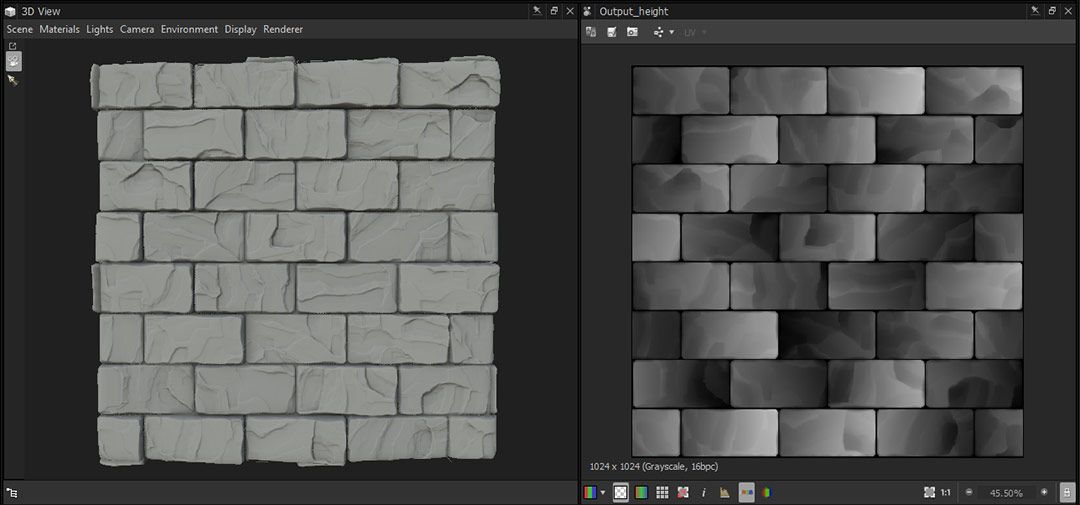 3D View
Scene Materials Lights Camera Environment Display Renderer
Output_height
UV
1024 x 1024 (Grayscale, 16bpc)
i
RGB
1:1
45.50%